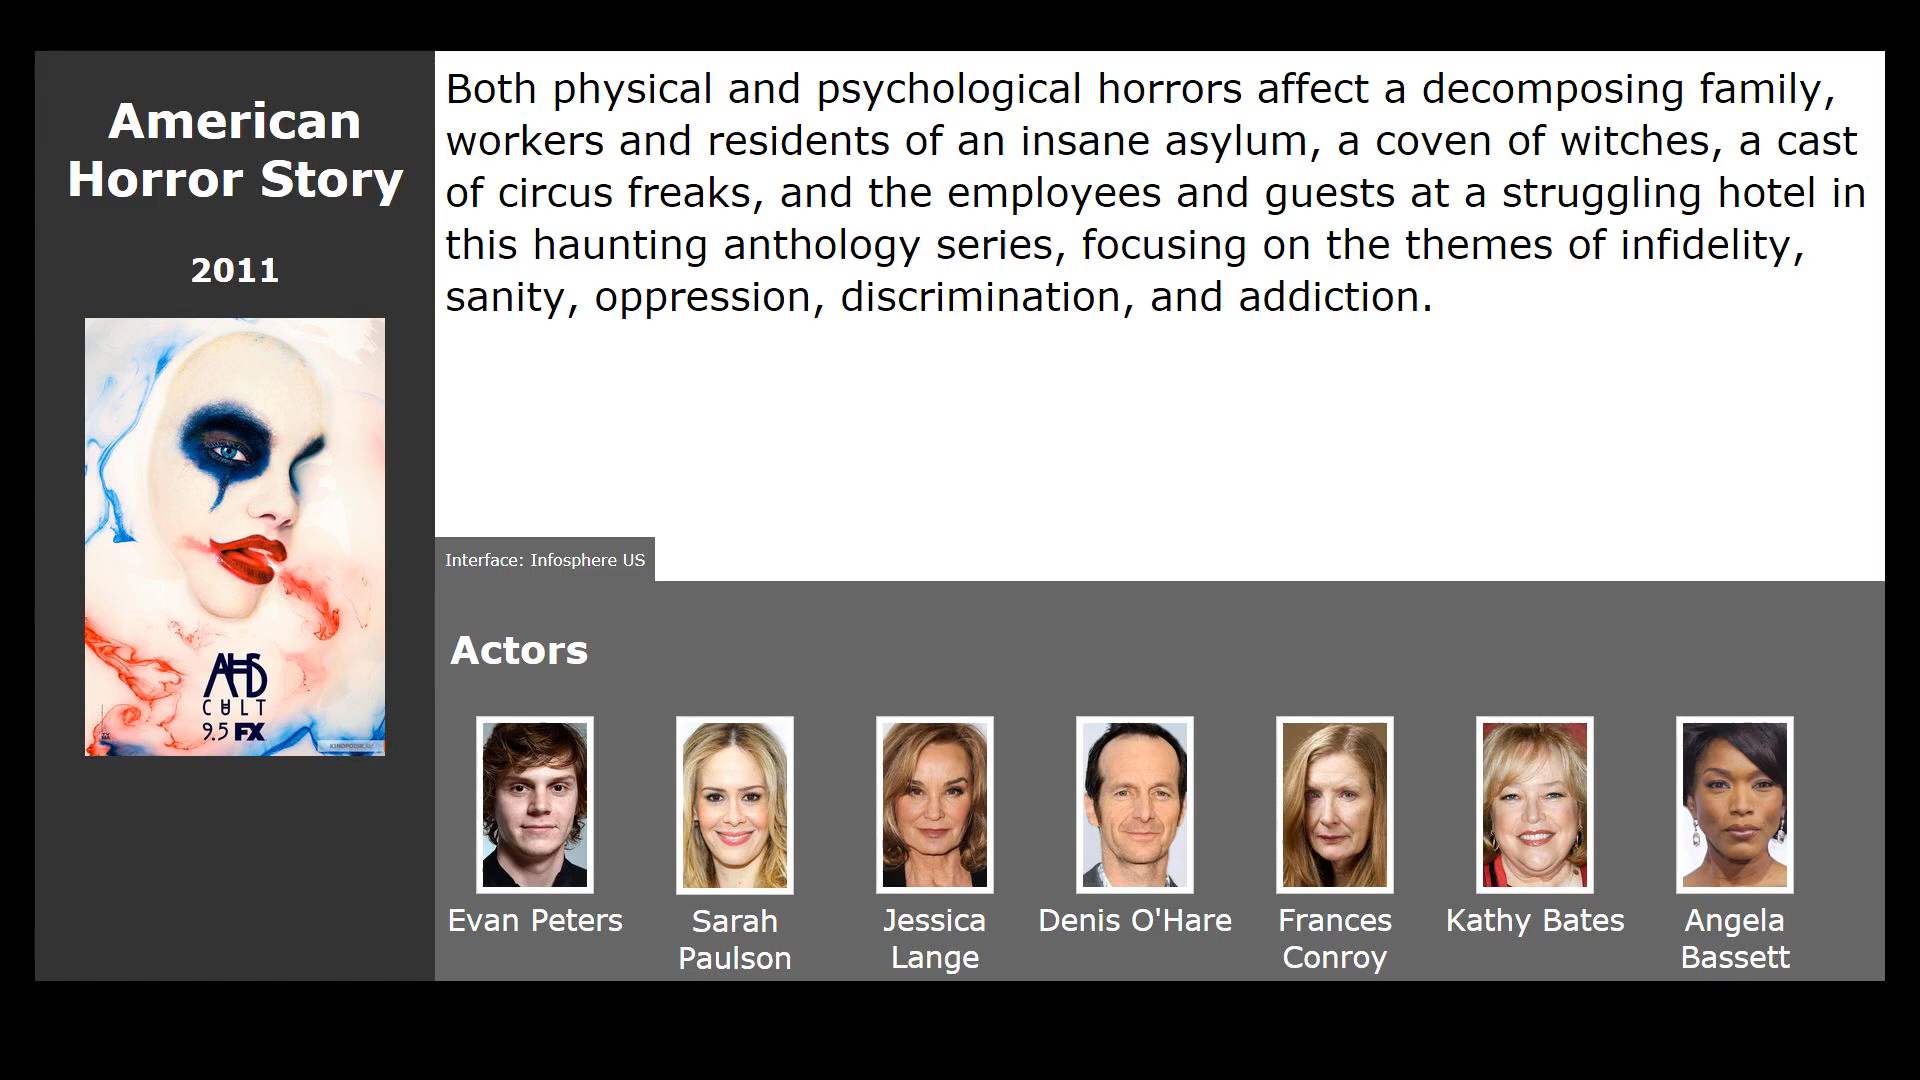 American
Horror Story
2011
AHS
CULT
9.5 FX
KINOPOISK.RU
Both physical and psychological horrors affect a decomposing family,
workers and residents of an insane asylum, a coven of witches, a cast
of circus freaks, and the employees and guests at a struggling hotel in
this haunting anthology series, focusing on the themes of infidelity,
sanity, oppression, discrimination, and addiction.
Interface: Infosphere US
Actors
Evan Peters
Sarah
Paulson
Jessica
Lange
Denis O'Hare
Frances
Conroy
Kathy Bates
Angela
Bassett